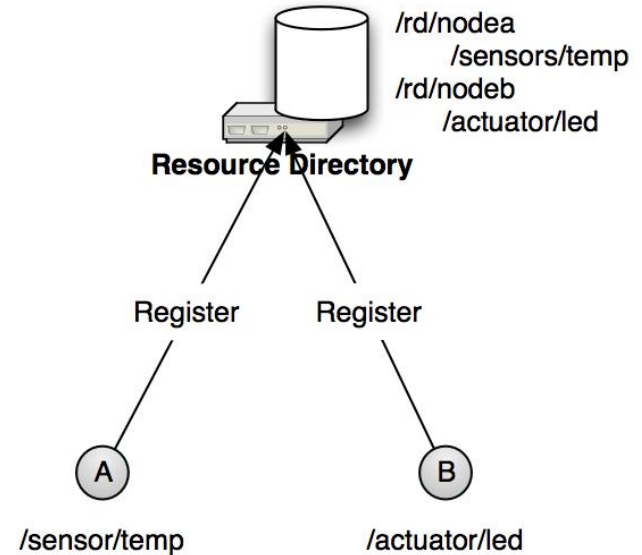 /rd/nodea
/sensors/temp
/rd/nodeb
/actuator/led
Resource Directory
Register Register
A B
/sensor/temp /actuator/led